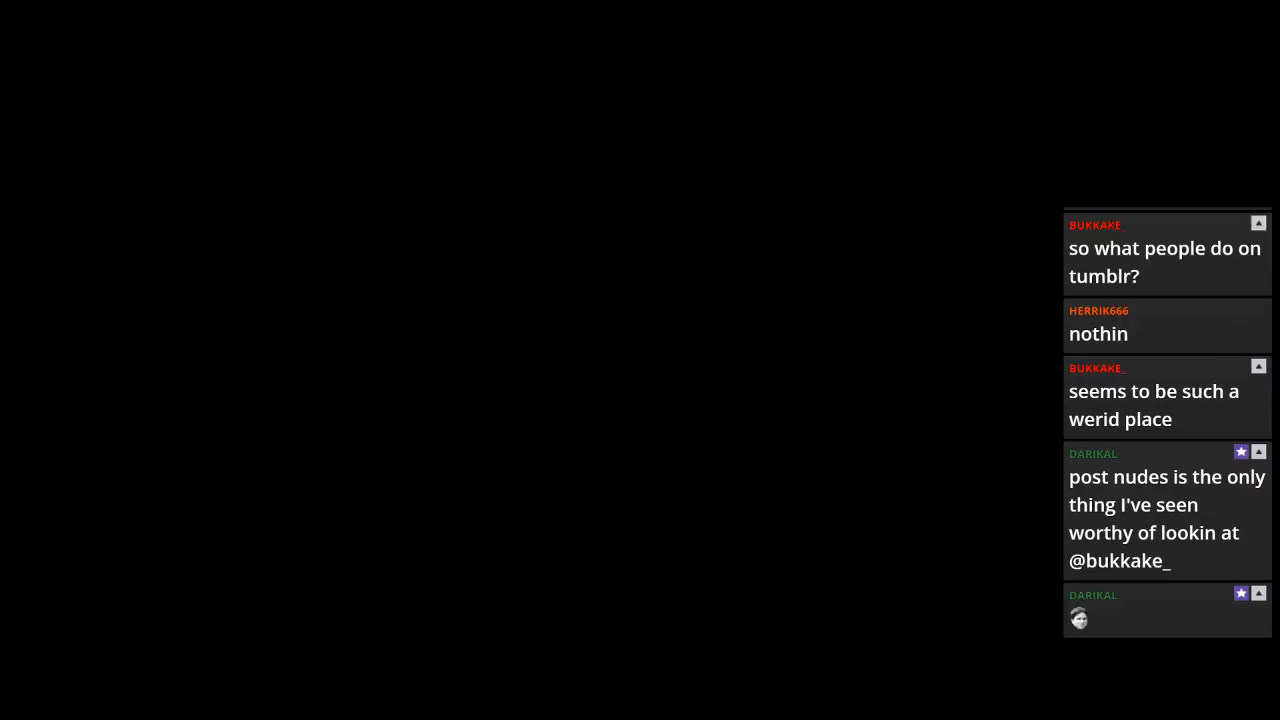 BUKKAKE_
so what people do on
tumblr?
HERRIK666
nothin
BUKKAKE_
seems to be such a
werid place
DARIKAL
post nudes is the only
thing I've seen
worthy of lookin at
@bukkake_
DARIKAL